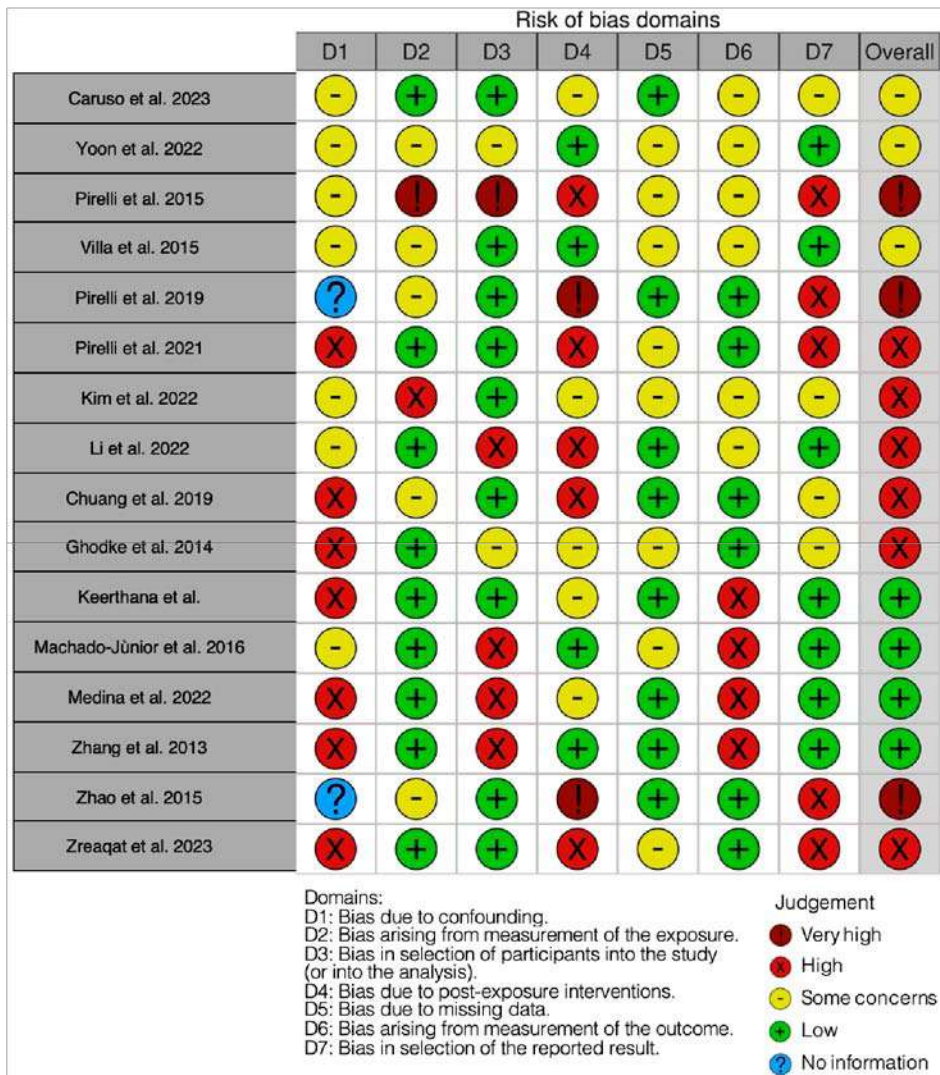 Risk of bias domains
D1 D2 D3 D4 D5 D6 D7 Overall
Caruso et al. 2023 - + + - + - - -
Yoon et al. 2022 - - - + - - + -
Pirelli et al. 2015 - ! ! X - - X !
Villa et al. 2015 - - + + - - + -
Pirelli et al. 2019 ? - + ! + + X !
Pirelli et al. 2021 X + + X - + X X
Kim et al. 2022 - X + - - - - X
Li et al. 2022 - + X X + - + X
Chuang et al. 2019 X - + X + + - X
Ghodke et al. 2014 X + - - - + - X
Keerthana et al. X + + - + X + +
Machado-Jùnior et al. 2016 - + X + - X + +
Medina et al. 2022 X + X - + X + +
Zhang et al. 2013 X + X + + X + +
Zhao et al. 2015 ? - + ! + + X !
Zreaqat et al. 2023 X + + X - + X X
Domains:
D1: Bias due to confounding.
D2: Bias arising from measurement of the exposure.
D3: Bias in selection of participants into the study
(or into the analysis).
D4: Bias due to post-exposure interventions.
D5: Bias due to missing data.
D6: Bias arising from measurement of the outcome.
D7: Bias in selection of the reported result.
Judgement
! Very high
X High
- Some concerns
+ Low
? No information